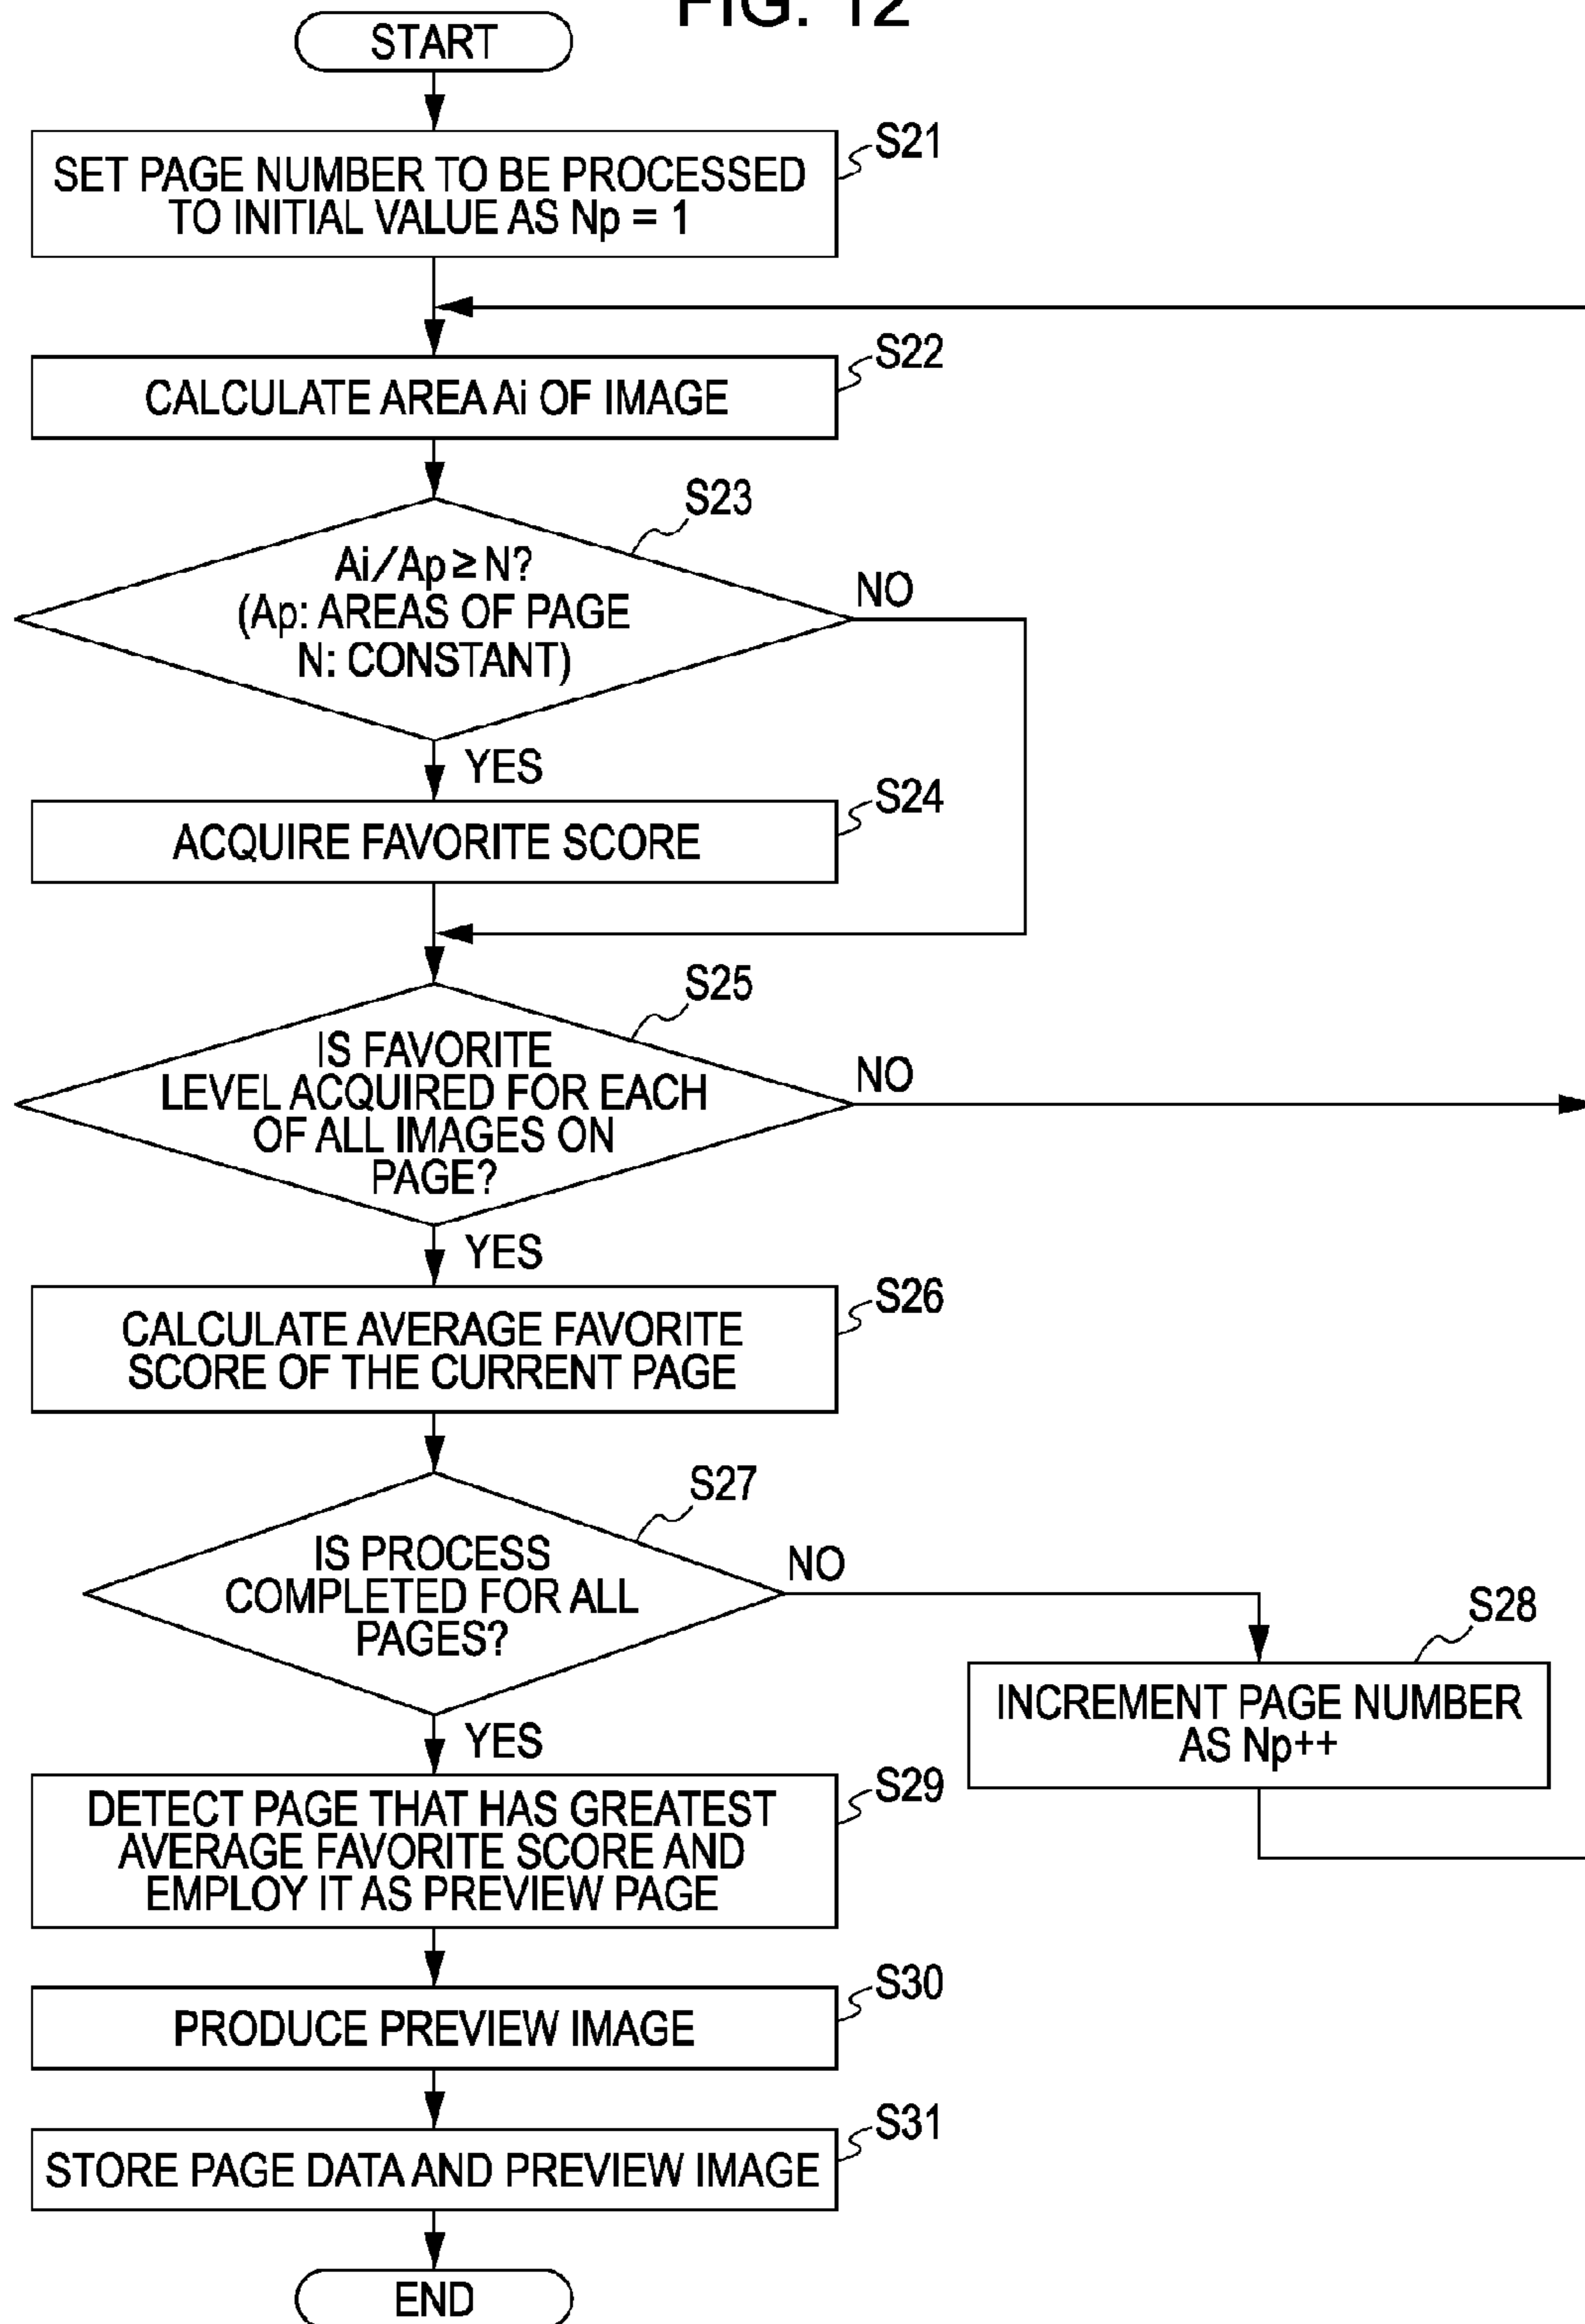 FIG. 12
START
S21
SET PAGE NUMBER TO BE PROCESSED
TO INITIAL VALUE AS Np = 1
S22
CALCULATE AREA Ai OF IMAGE
S23
Ai/Ap ≥ N?
(Ap: AREAS OF PAGE
N: CONSTANT)
NO
YES
S24
ACQUIRE FAVORITE SCORE
S25
IS FAVORITE
LEVEL ACQUIRED FOR EACH
OF ALL IMAGES ON
PAGE?
NO
YES
S26
CALCULATE AVERAGE FAVORITE
SCORE OF THE CURRENT PAGE
S27
IS PROCESS
COMPLETED FOR ALL
PAGES?
NO
S28
INCREMENT PAGE NUMBER
AS Np++
YES
S29
DETECT PAGE THAT HAS GREATEST
AVERAGE FAVORITE SCORE AND
EMPLOY IT AS PREVIEW PAGE
S30
PRODUCE PREVIEW IMAGE
S31
STORE PAGE DATA AND PREVIEW IMAGE
END